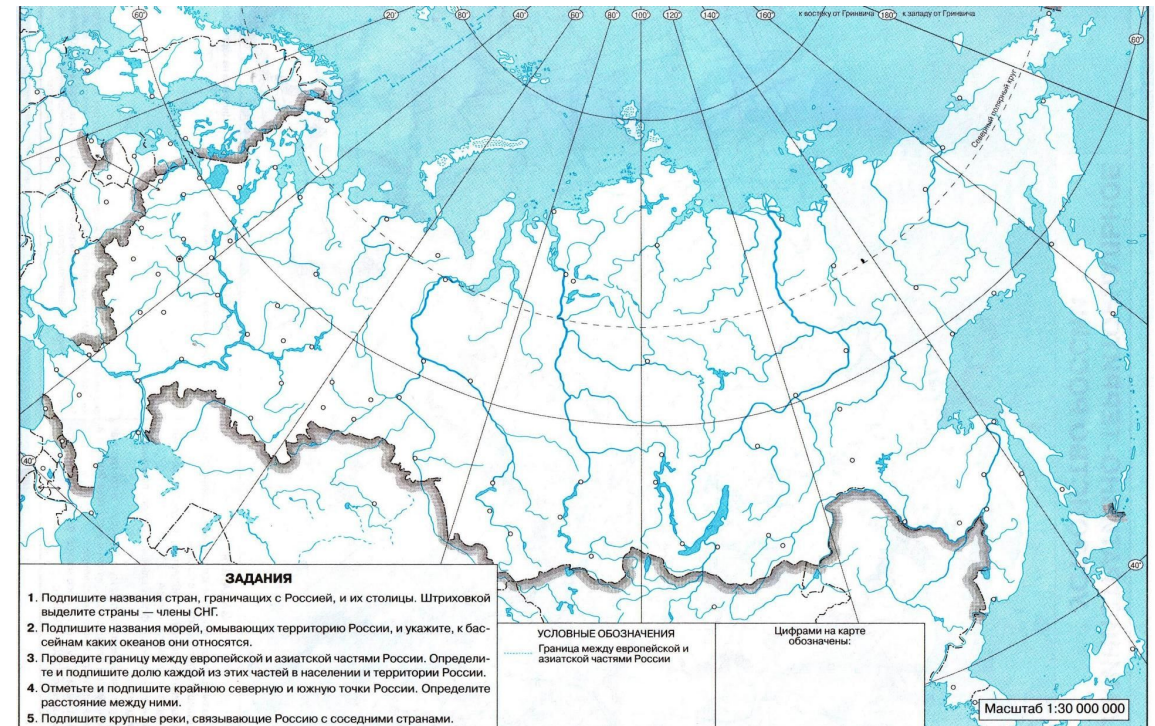 60° 20° 80° 40° 60° 80° 100° 120° 140° 160° к востоку от Гринвича 180° к западу от Гринвича
60°
Северный полярный круг
40°
40°
ЗАДАНИЯ
1. Подпишите названия стран, граничащих с Россией, и их столицы. Штриховкой
выделите страны — члены СНГ.
2. Подпишите названия морей, омывающих территорию России, и укажите, к бас-
сейнам каких океанов они относятся.
3. Проведите границу между европейской и азиатской частями России. Определи-
те и подпишите долю каждой из этих частей в населении и территории России.
4. Отметьте и подпишите крайнюю северную и южную точки России. Определите
расстояние между ними.
5. Подпишите крупные реки, связывающие Россию с соседними странами.
УСЛОВНЫЕ ОБОЗНАЧЕНИЯ
Граница между европейской и
азиатской частями России
Цифрами на карте
обозначены:
Масштаб 1:30 000 000